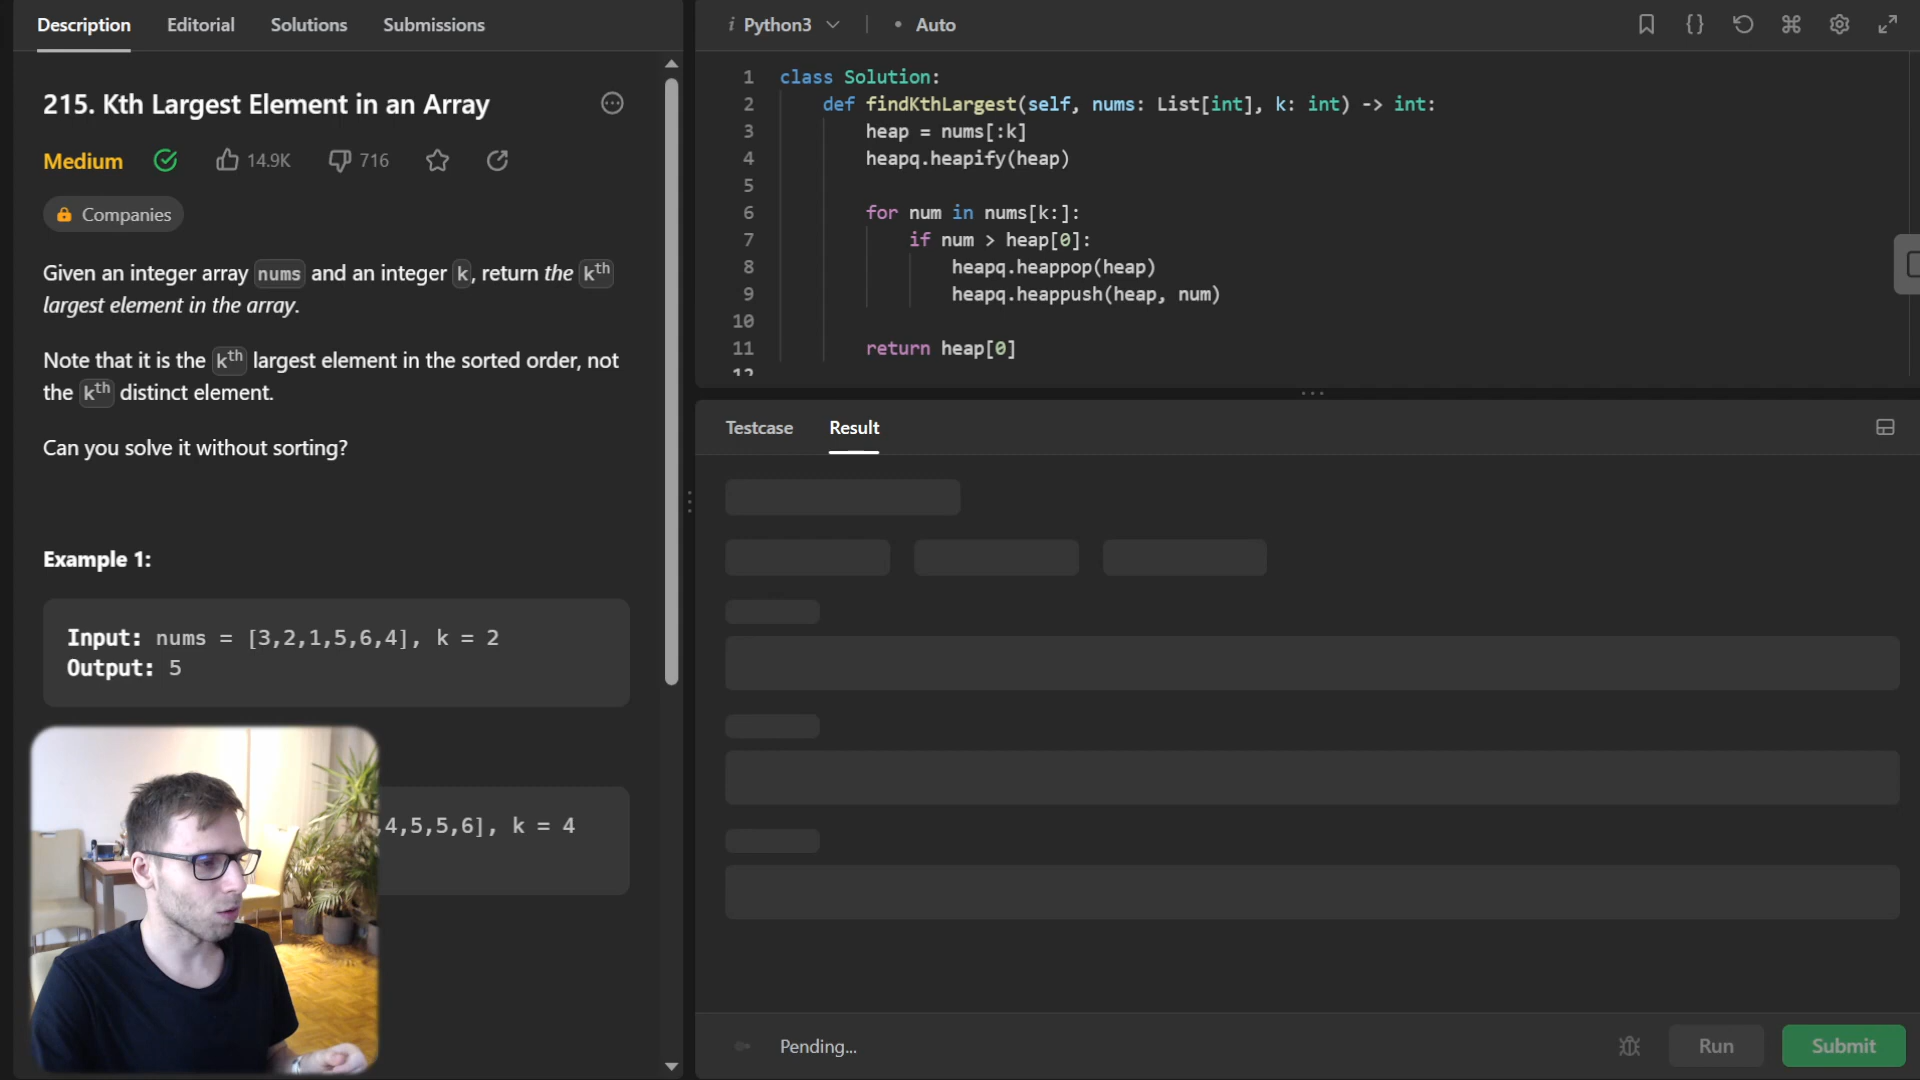 Description Editorial Solutions Submissions
215. Kth Largest Element in an Array
Medium 14.9K 716
Companies
Given an integer array nums and an integer k, return the kth
largest element in the array.
Note that it is the kth largest element in the sorted order, not
the kth distinct element.
Can you solve it without sorting?
Example 1:
Input: nums = [3,2,1,5,6,4], k = 2
Output: 5
,4,5,5,6], k = 4
i Python3 • Auto
1 class Solution:
2 def findKthLargest(self, nums: List[int], k: int) -> int:
3 heap = nums[:k]
4 heapq.heapify(heap)
5
6 for num in nums[k:]:
7 if num > heap[0]:
8 heapq.heappop(heap)
9 heapq.heappush(heap, num)
10
11 return heap[0]
12
Testcase Result
Pending...
Run Submit